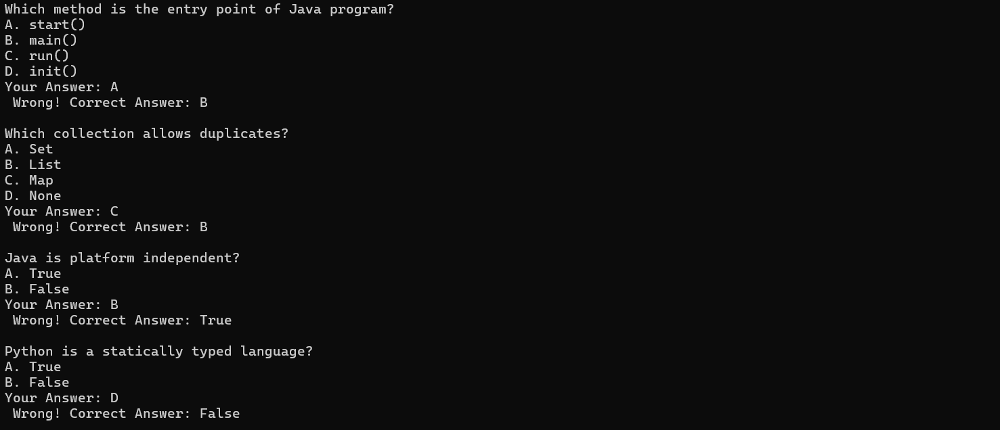 Which method is the entry point of Java program?
A. start()
B. main()
C. run()
D. init()
Your Answer: A
 Wrong! Correct Answer: B

Which collection allows duplicates?
A. Set
B. List
C. Map
D. None
Your Answer: C
 Wrong! Correct Answer: B

Java is platform independent?
A. True
B. False
Your Answer: B
 Wrong! Correct Answer: True

Python is a statically typed language?
A. True
B. False
Your Answer: D
 Wrong! Correct Answer: False